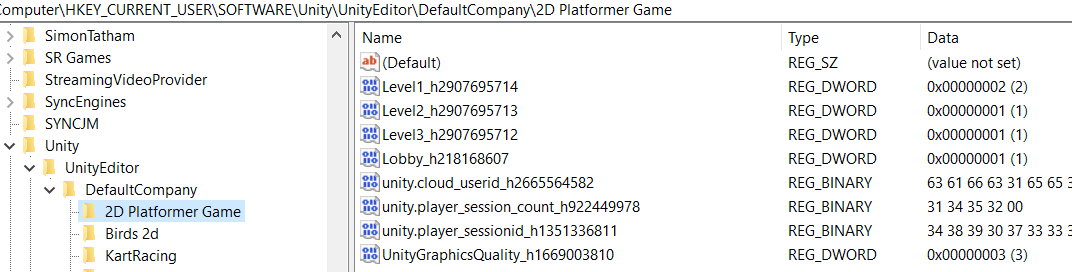 Computer\HKEY_CURRENT_USER\SOFTWARE\Unity\UnityEditor\DefaultCompany\2D Platformer Game
SimonTatham
SR Games
StreamingVideoProvider
SyncEngines
SYNCJM
Unity
UnityEditor
DefaultCompany
2D Platformer Game
Birds 2d
KartRacing
Name Type Data
(Default) REG_SZ (value not set)
Level1_h2907695714 REG_DWORD 0x00000002 (2)
Level2_h2907695713 REG_DWORD 0x00000001 (1)
Level3_h2907695712 REG_DWORD 0x00000001 (1)
Lobby_h218168607 REG_DWORD 0x00000001 (1)
unity.cloud_userid_h2665564582 REG_BINARY 63 61 66 63 31 65 65 3
unity.player_session_count_h922449978 REG_BINARY 31 34 35 32 00
unity.player_sessionid_h1351336811 REG_BINARY 34 38 39 30 37 33 33 3
UnityGraphicsQuality_h1669003810 REG_DWORD 0x00000003 (3)